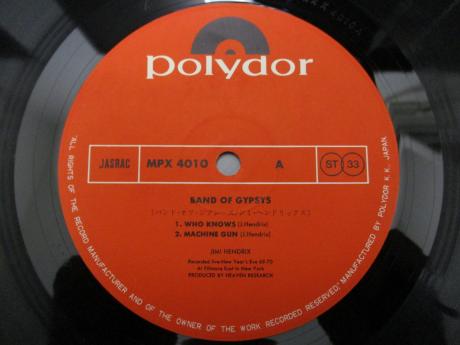 polydor
JASRAC
MPX 4010
A
ST 33
BAND OF GYPSYS
1. WHO KNOWS (J.Hendrix)
2. MACHINE GUN (J.Hendrix)
JIMI HENDRIX
Recorded live-New Year's Eve 69-70
At Fillmore East in New York
PRODUCED BY HEAVEN RESEARCH
ALL RIGHTS OF THE RECORD MANUFACTURER AND OF THE OWNER OF THE WORK RECORDED RESERVED; MANUFACTURED BY POLYDOR K.K., JAPAN.